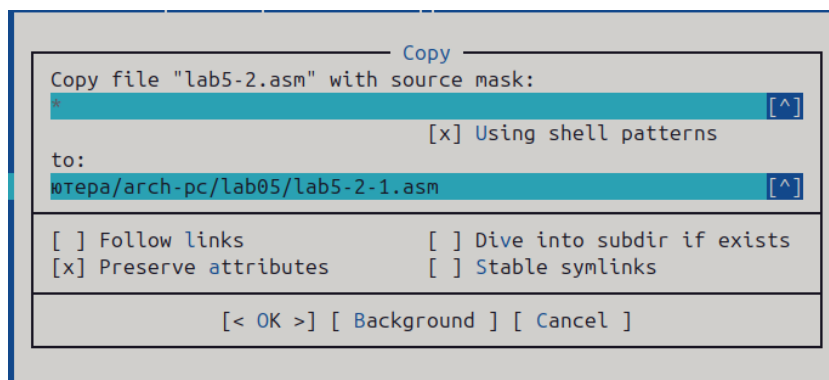 Copy
Copy file "lab5-2.asm" with source mask:
* [^]
[x] Using shell patterns
to:
ютера/arch-pc/lab05/lab5-2-1.asm [^]
[ ] Follow links [ ] Dive into subdir if exists
[x] Preserve attributes [ ] Stable symlinks
[< OK >] [ Background ] [ Cancel ]